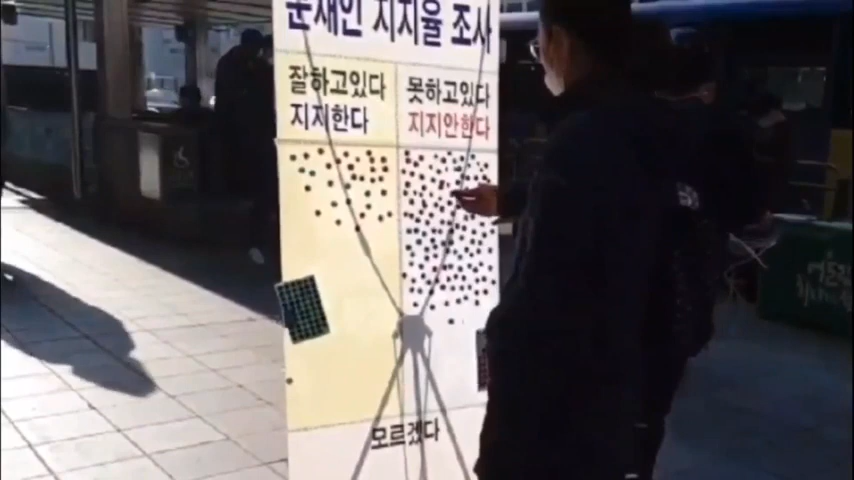 문재인 지지율 조사
잘하고있다
지지한다
못하고있다
지지안한다
모르겠다